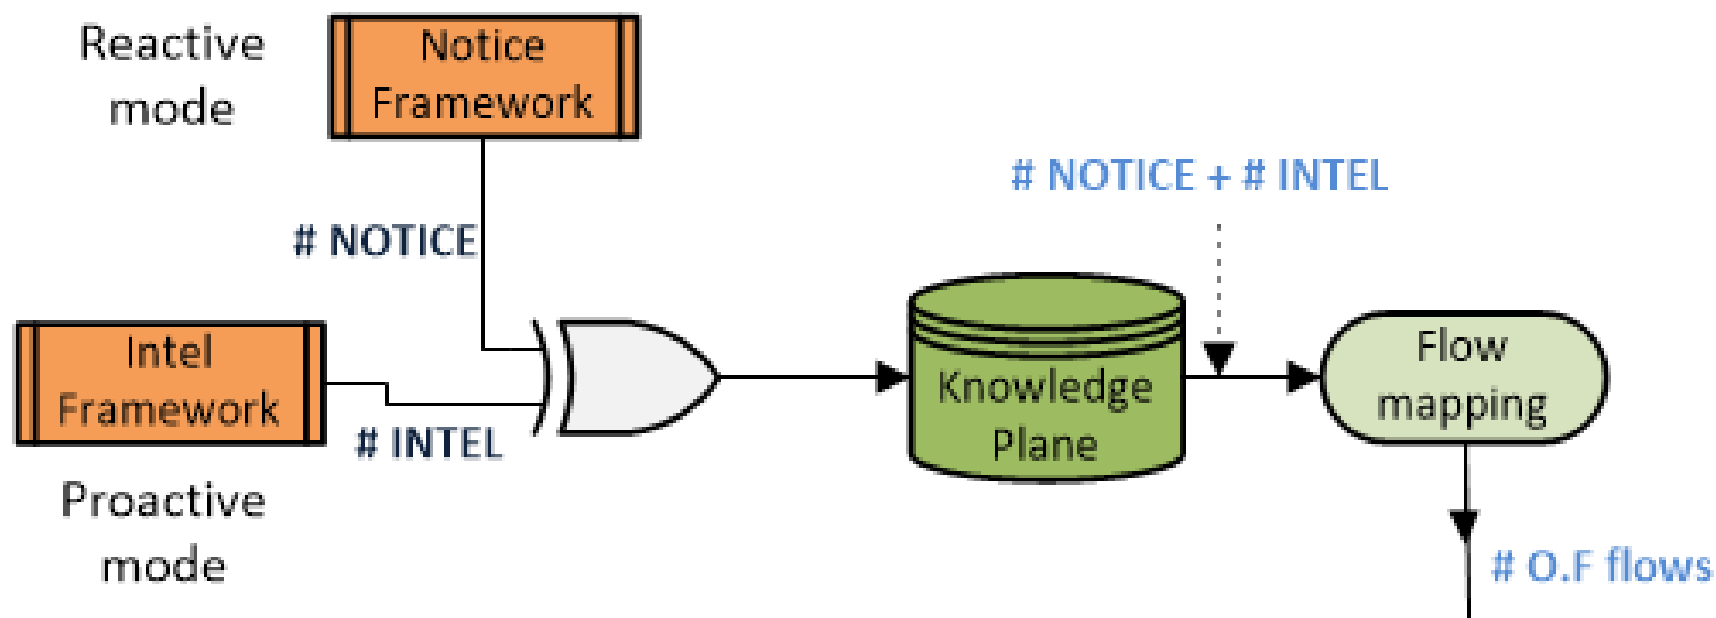 Reactive
mode
Notice
Framework
# NOTICE + # INTEL
# NOTICE
Intel
Framework
# INTEL
Proactive
mode
Knowledge
Plane
Flow
mapping
# O.F flows